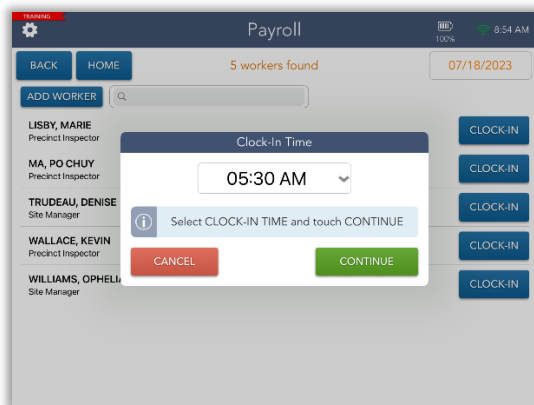 TRAINING
Payroll
100%
8:54 AM
BACK
HOME
5 workers found
07/18/2023
ADD WORKER
LISBY, MARIE
Precinct Inspector
CLOCK-IN
Clock-In Time
MA, PO CHUY
Precinct Inspector
CLOCK-IN
05:30 AM
TRUDEAU, DENISE
Site Manager
CLOCK-IN
Select CLOCK-IN TIME and touch CONTINUE
WALLACE, KEVIN
Precinct Inspector
CLOCK-IN
CANCEL
CONTINUE
WILLIAMS, OPHELI
Site Manager
CLOCK-IN